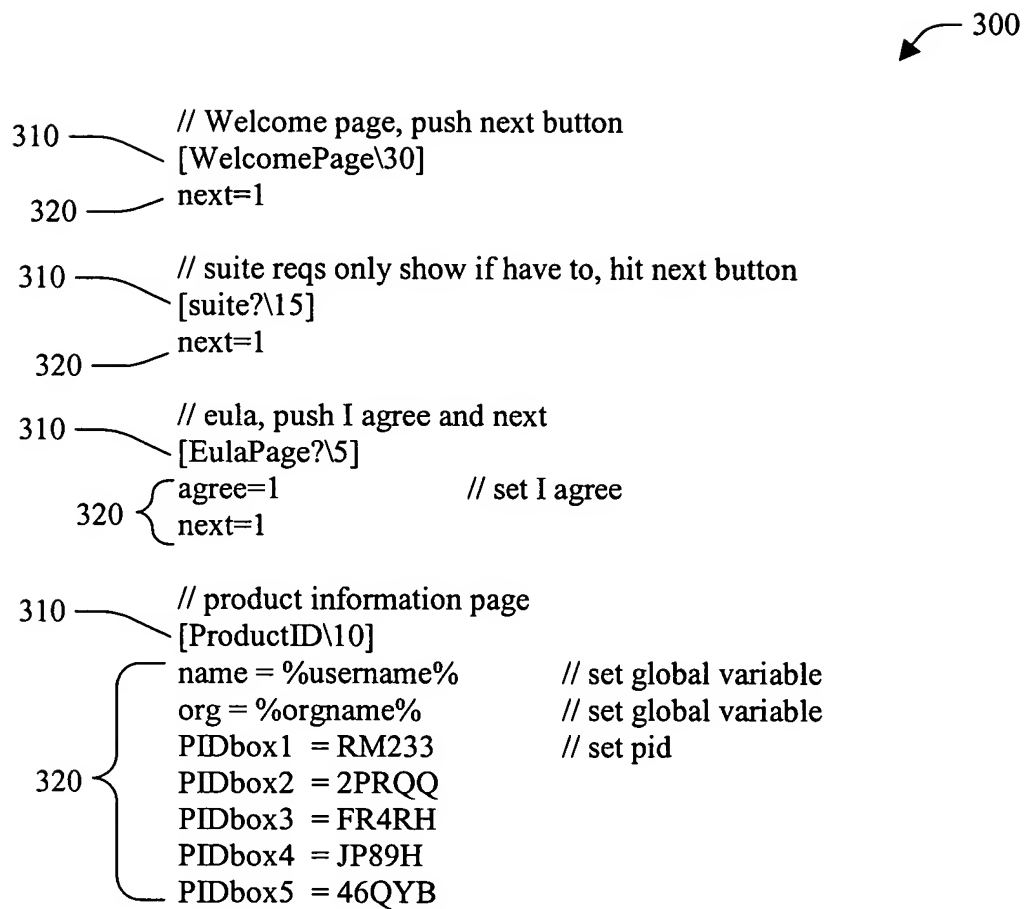 300
310 // Welcome page, push next button
[WelcomePage\30]
320 next=1
310 // suite reqs only show if have to, hit next button
[suite?\15]
320 next=1
310 // eula, push I agree and next
[EulaPage?\5]
agree=1 // set I agree
320 next=1
310 // product information page
[ProductID\10]
name = %username% // set global variable
org = %orgname% // set global variable
PIDbox1 = RM233 // set pid
320 PIDbox2 = 2PRQQ
PIDbox3 = FR4RH
PIDbox4 = JP89H
PIDbox5 = 46QYB